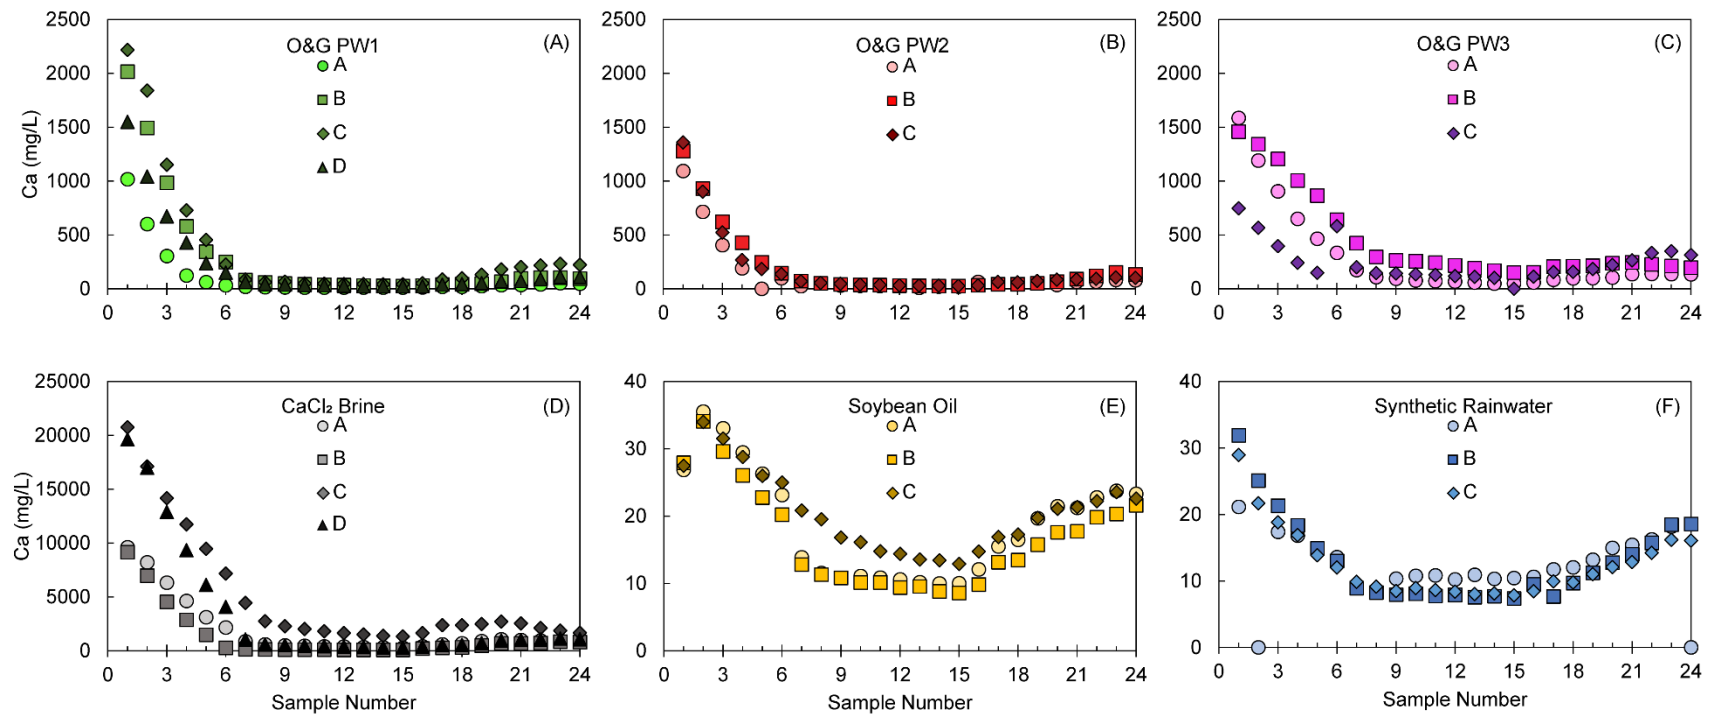 O&G PW1
(A)
A
B
C
D
Ca (mg/L)
2500
2000
1500
1000
500
0
0 3 6 9 12 15 18 21 24
O&G PW2
(B)
A
B
C
2500
2000
1500
1000
500
0
0 3 6 9 12 15 18 21 24
O&G PW3
(C)
A
B
C
2500
2000
1500
1000
500
0
0 3 6 9 12 15 18 21 24
CaCl₂ Brine
(D)
A
B
C
D
Ca (mg/L)
25000
20000
15000
10000
5000
0
0 3 6 9 12 15 18 21 24
Sample Number
Soybean Oil
(E)
A
B
C
40
30
20
10
0
0 3 6 9 12 15 18 21 24
Sample Number
Synthetic Rainwater
(F)
A
B
C
40
30
20
10
0
0 3 6 9 12 15 18 21 24
Sample Number